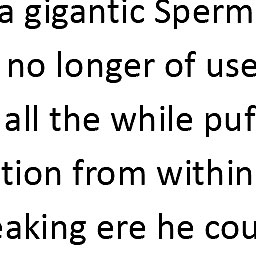 a gigantic Sperm
no longer of use
all the while puf
tion from within
eaking ere he cou